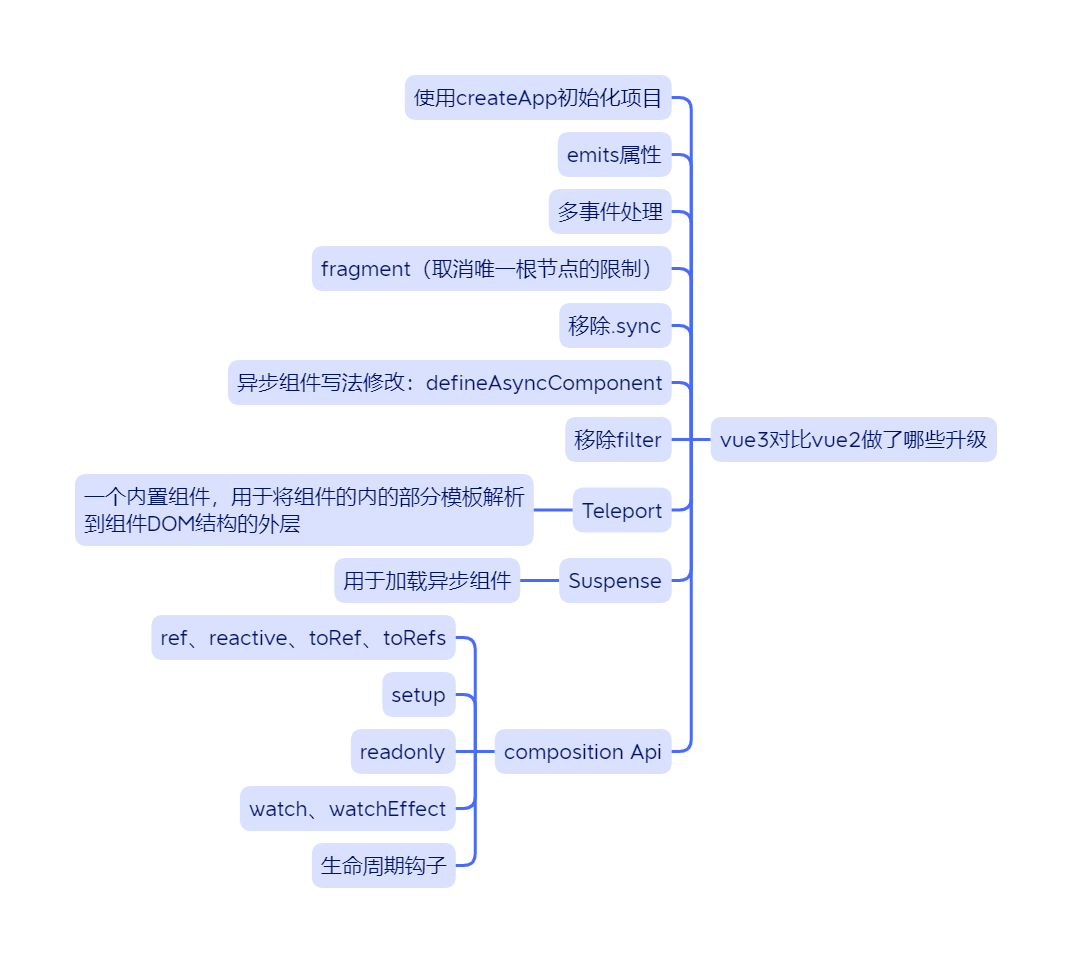 使用createApp初始化项目
emits属性
多事件处理
fragment（取消唯一根节点的限制）
移除.sync
异步组件写法修改：defineAsyncComponent
移除filter
vue3对比vue2做了哪些升级
一个内置组件，用于将组件的内的部分模板解析
到组件DOM结构的外层
Teleport
用于加载异步组件
Suspense
ref、reactive、toRef、toRefs
setup
readonly
composition Api
watch、watchEffect
生命周期钩子